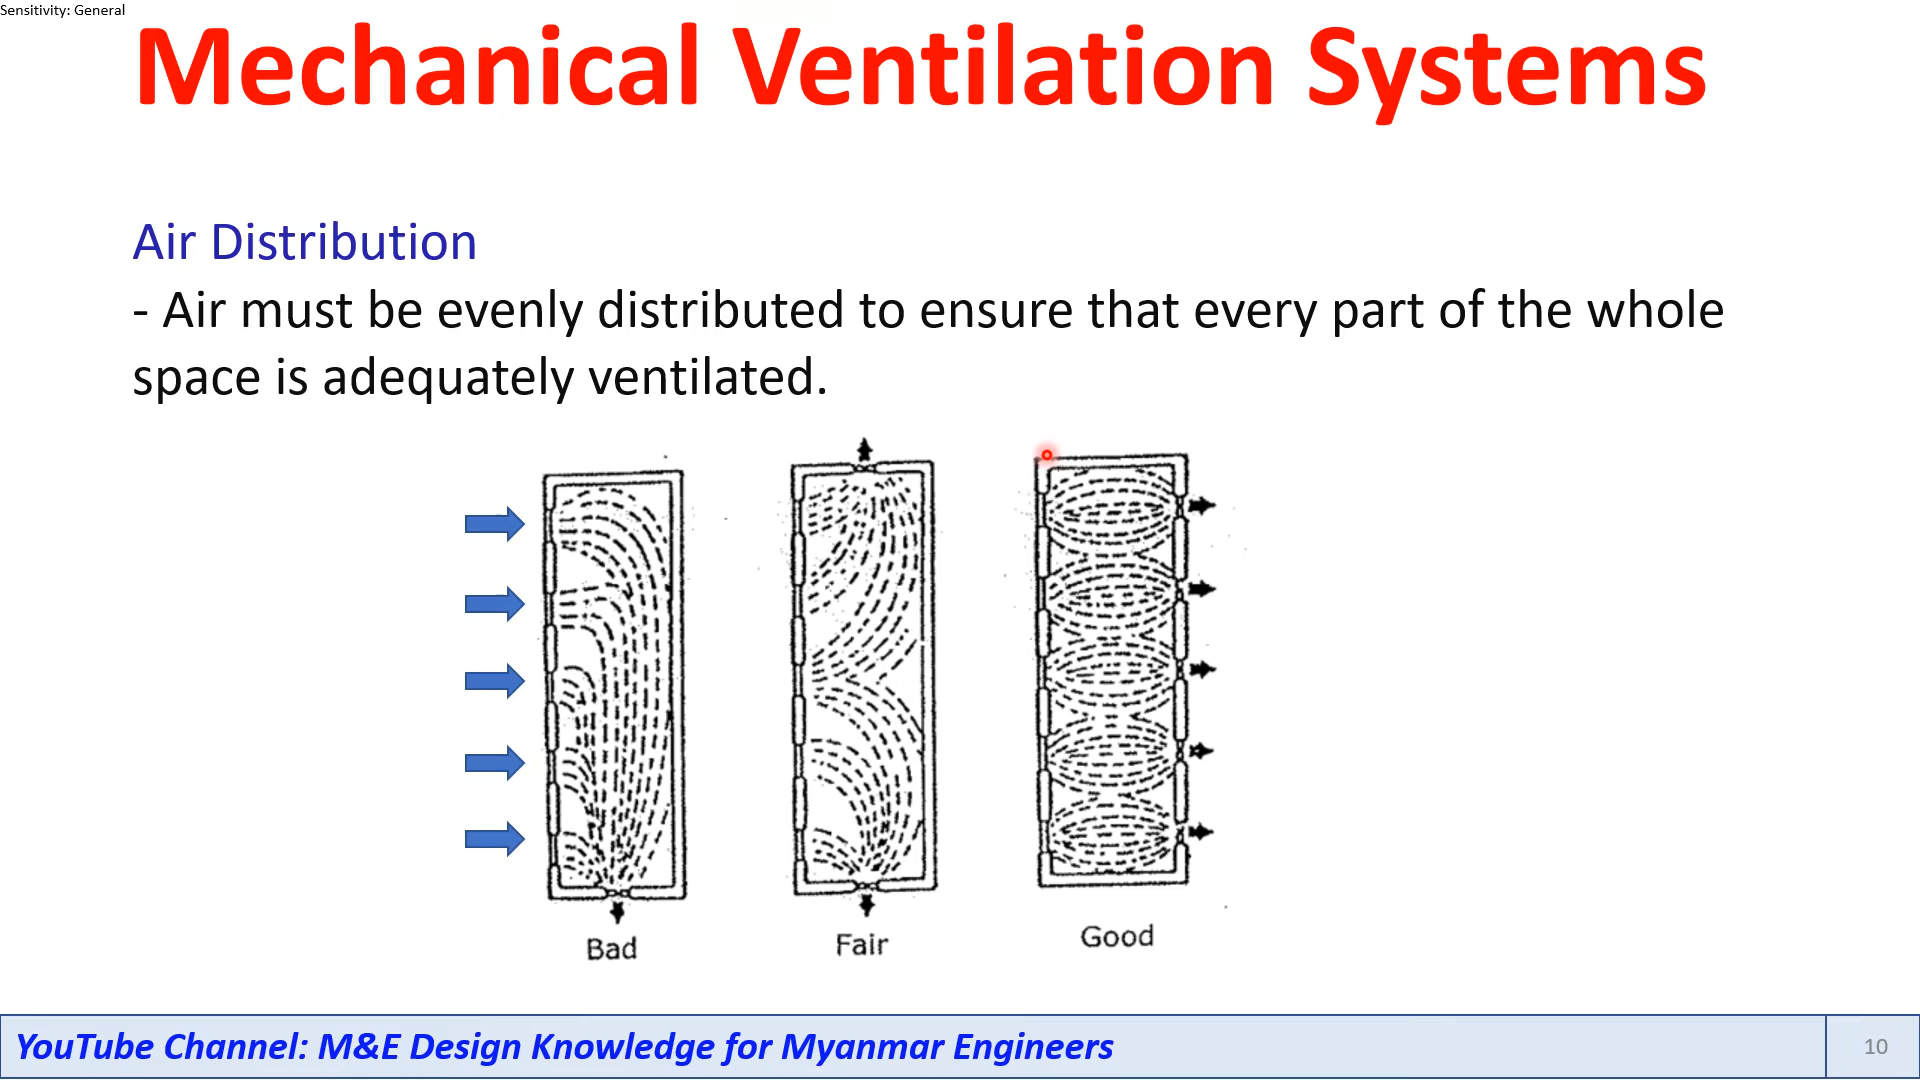 Sensitivity: General
Mechanical Ventilation Systems
Air Distribution
- Air must be evenly distributed to ensure that every part of the whole
space is adequately ventilated.
Bad
Fair
Good
YouTube Channel: M&E Design Knowledge for Myanmar Engineers
10